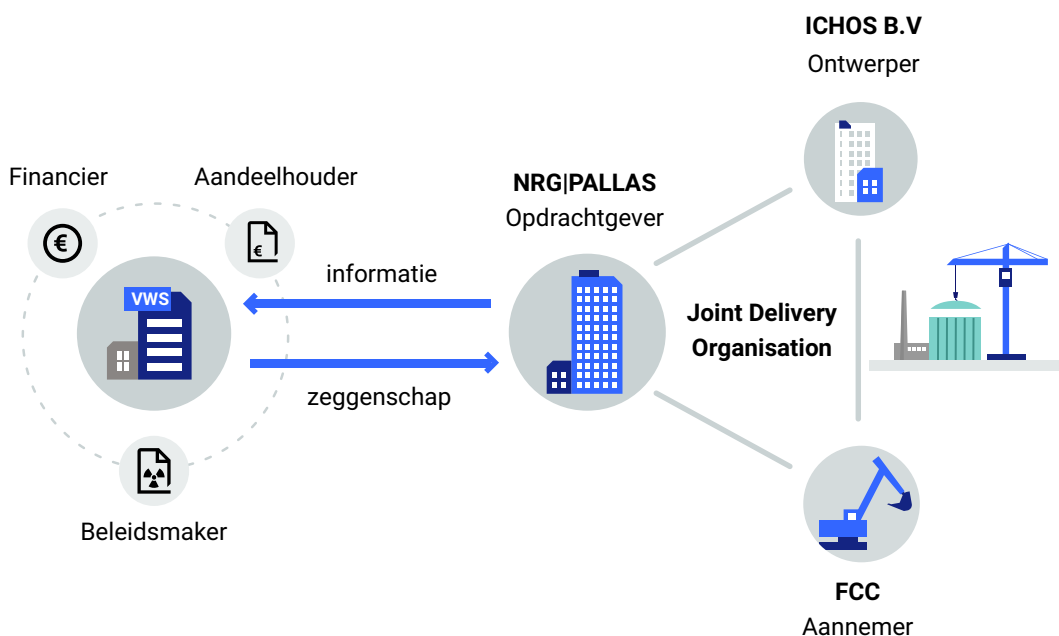 ICHOS B.V
Ontwerper
Financier
Aandeelhouder
NRG|PALLAS
Opdrachtgever
€
€
VWS
informatie
zeggenschap
Joint Delivery
Organisation
Beleidsmaker
FCC
Aannemer